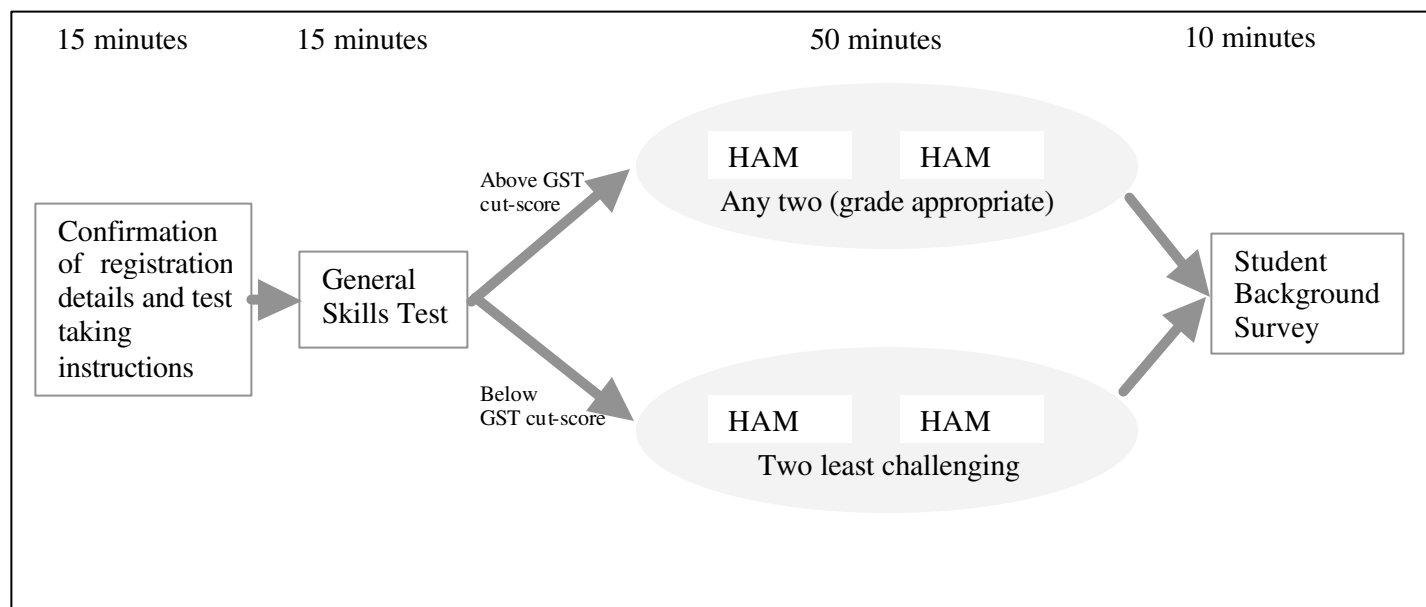 15 minutes
15 minutes
50 minutes
10 minutes
Confirmation
of registration
details and test
taking
instructions
General
Skills Test
Above GST
cut-score
HAM
HAM
Any two (grade appropriate)
Below
GST cut-score
HAM
HAM
Two least challenging
Student
Background
Survey